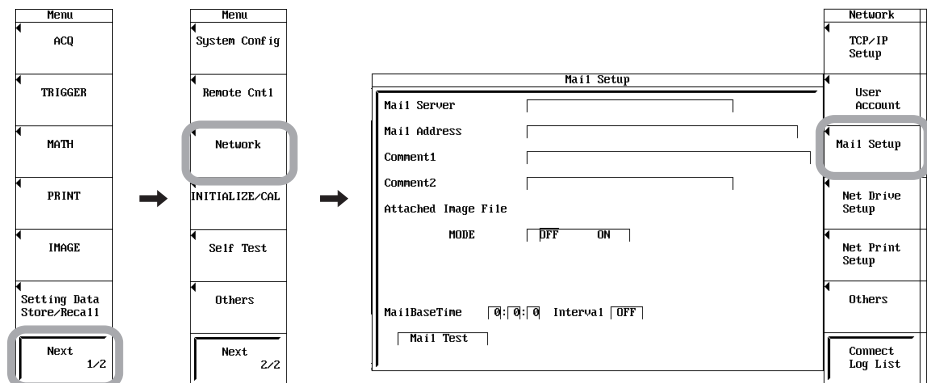 Menu
ACQ
TRIGGER
MATH
PRINT
IMAGE
Setting Data
Store/Recall
Next
1/2
Menu
System Config
Remote Cntl
Network
INITIALIZE/CAL
Self Test
Others
Next
2/2
Mail Setup
Mail Server
Mail Address
Comment1
Comment2
Attached Image File
MODE OFF ON
MailBaseTime 0: 0: 0 Interval OFF
Mail Test
Network
TCP/IP
Setup
User
Account
Mail Setup
Net Drive
Setup
Net Print
Setup
Others
Connect
Log List